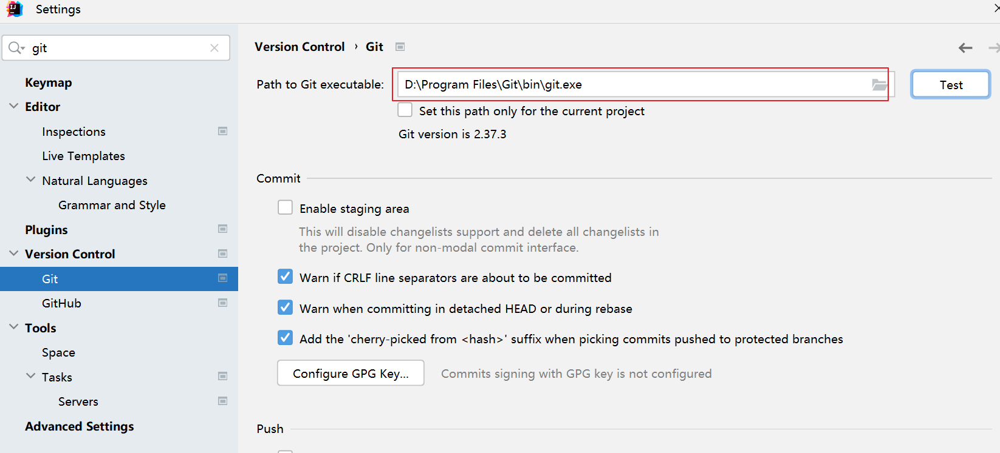 Settings
git
Keymap
Editor
Inspections
Live Templates
Natural Languages
Grammar and Style
Plugins
Version Control
Git
GitHub
Tools
Space
Tasks
Servers
Advanced Settings
Version Control › Git
Path to Git executable: D:\Program Files\Git\bin\git.exe Test
Set this path only for the current project
Git version is 2.37.3
Commit
Enable staging area
This will disable changelists support and delete all changelists in
the project. Only for non-modal commit interface.
Warn if CRLF line separators are about to be committed
Warn when committing in detached HEAD or during rebase
Add the 'cherry-picked from <hash>' suffix when picking commits pushed to protected branches
Configure GPG Key... Commits signing with GPG key is not configured
Push